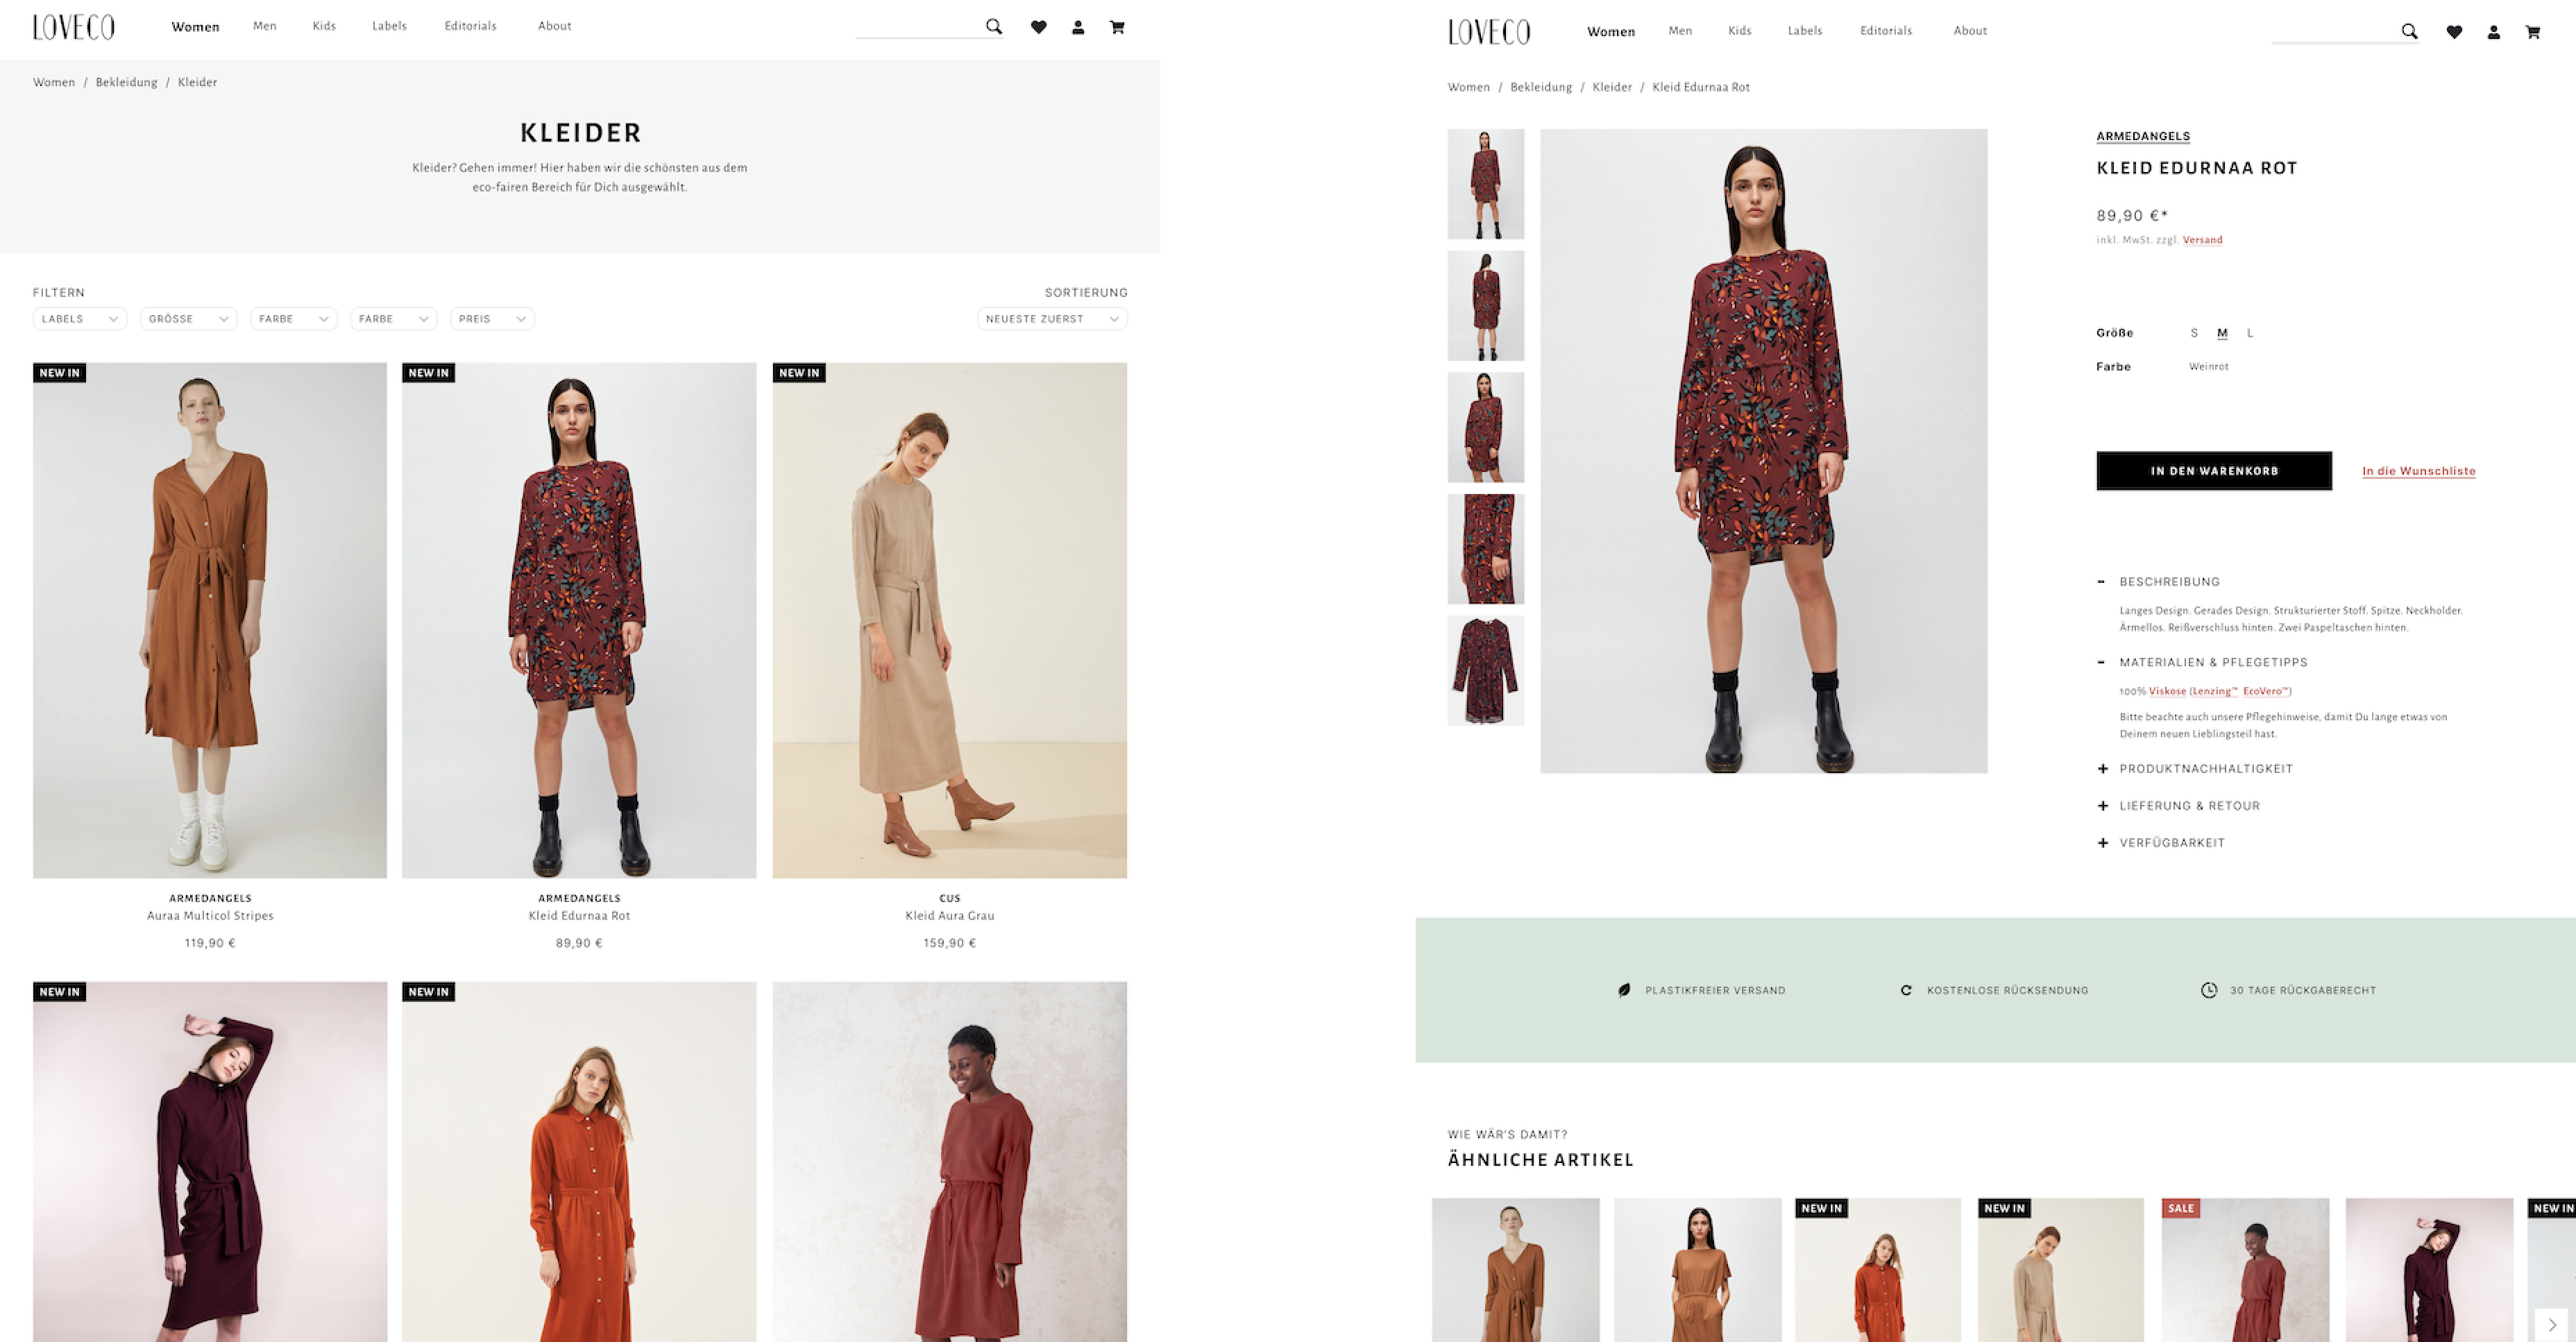 LOVECO
Women Men Kids Labels Editorials About
Women / Bekleidung / Kleider
KLEIDER
Kleider? Gehen immer! Hier haben wir die schönsten aus dem
eco-fairen Bereich für Dich ausgewählt.
FILTERN
SORTIERUNG
LABELS GRÖSSE FARBE FARBE PREIS
NEUESTE ZUERST
NEW IN NEW IN NEW IN
ARMEDANGELS
Auraa Multicol Stripes
119,90 €
ARMEDANGELS
Kleid Edurnaa Rot
89,90 €
CUS
Kleid Aura Grau
159,90 €
NEW IN NEW IN
LOVECO
Women Men Kids Labels Editorials About
Women / Bekleidung / Kleider / Kleid Edurnaa Rot
ARMEDANGELS
KLEID EDURNAA ROT
89,90 €*
inkl. MwSt. zzgl. Versand
Größe S M L
Farbe Weinrot
IN DEN WARENKORB In die Wunschliste
- BESCHREIBUNG
Langes Design. Gerades Design. Strukturierter Stoff. Spitze. Neckholder.
Ärmellos. Reißverschluss hinten. Zwei Paspeltaschen hinten.
- MATERIALIEN & PFLEGETIPPS
100% Viskose (Lenzing™ EcoVero™)
Bitte beachte auch unsere Pflegehinweise, damit Du lange etwas von
Deinem neuen Lieblingsteil hast.
+ PRODUKTNACHHALTIGKEIT
+ LIEFERUNG & RETOUR
+ VERFÜGBARKEIT
PLASTIKFREIER VERSAND KOSTENLOSE RÜCKSENDUNG 30 TAGE RÜCKGABERECHT
WIE WÄR'S DAMIT?
ÄHNLICHE ARTIKEL
NEW IN NEW IN SALE NEW IN